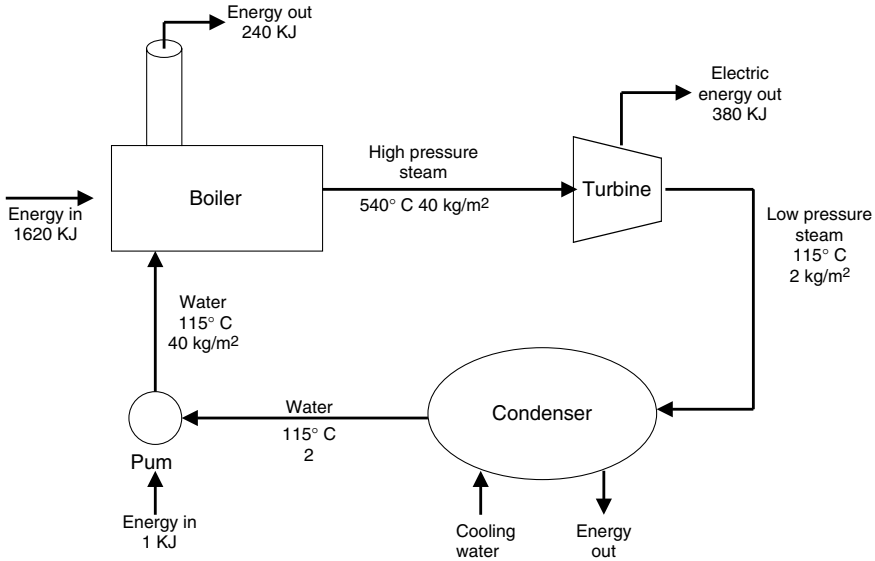 Energy out
240 KJ
Electric
energy out
380 KJ
High pressure
steam
540° C 40 kg/m²
Boiler
Turbine
Energy in
1620 KJ
Low pressure
steam
115° C
2 kg/m²
Water
115° C
40 kg/m²
Water
115° C
2
Condenser
Pum
Energy in
1 KJ
Cooling
water
Energy
out